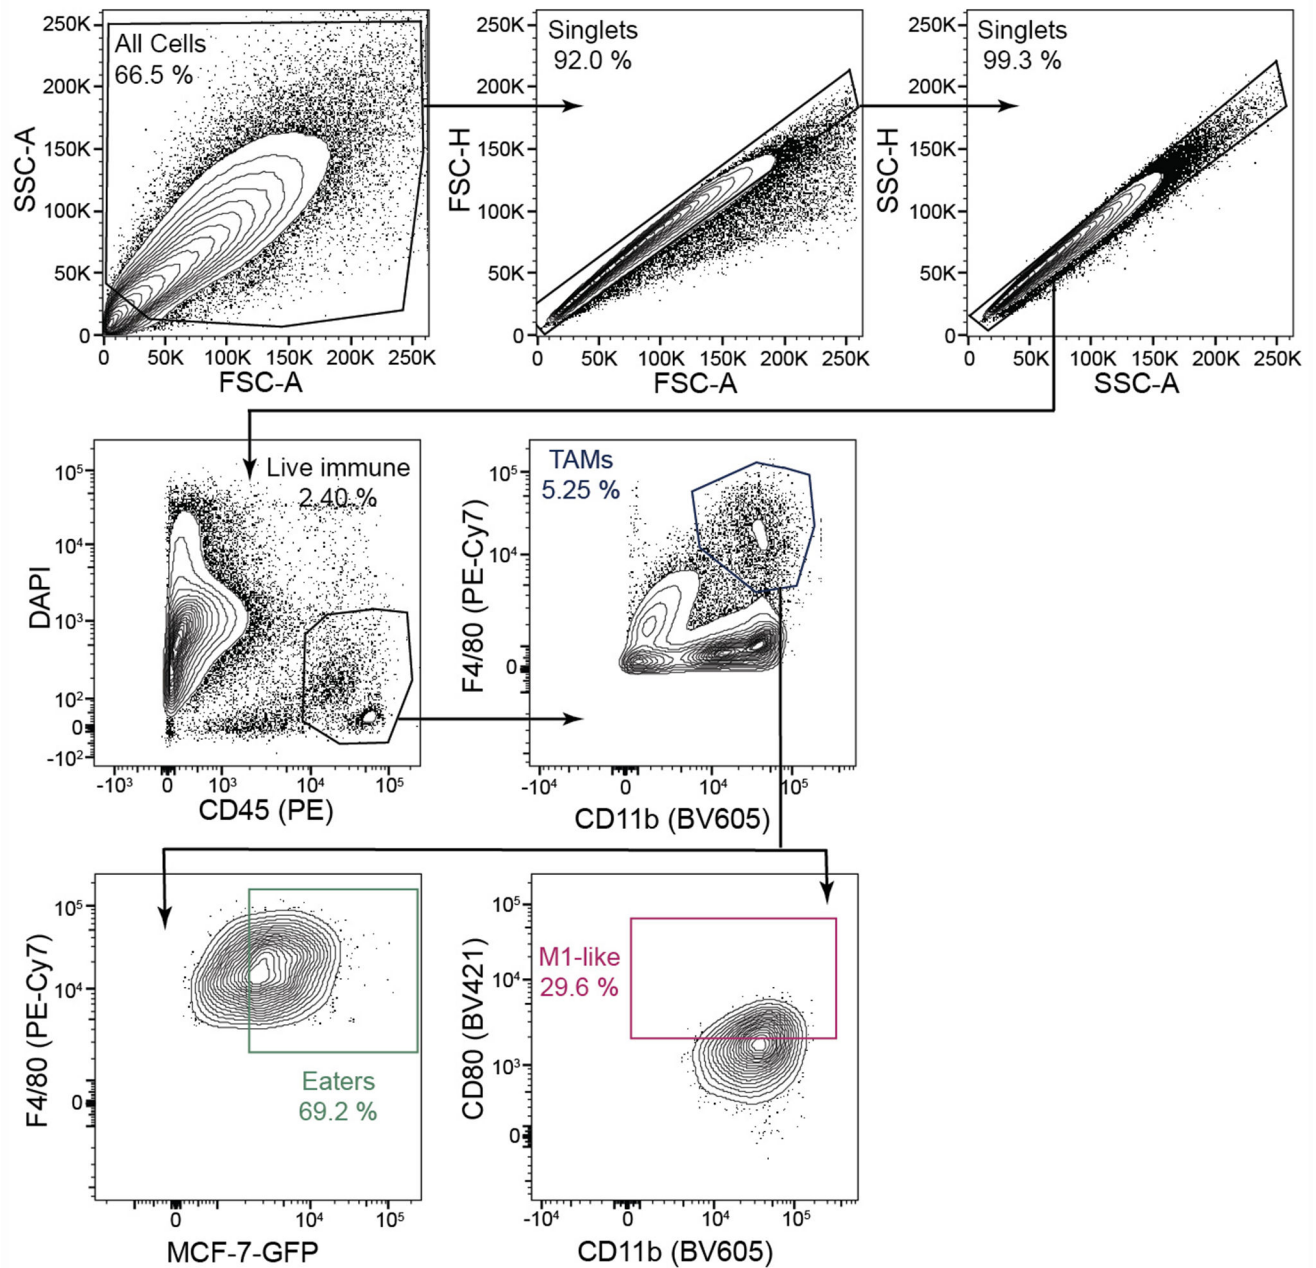 All Cells
66.5 %
250K
200K
150K
100K
50K
0
SSC-A
0 50K 100K 150K 200K 250K
FSC-A
Singlets
92.0 %
250K
200K
150K
100K
50K
0
FSC-H
0 50K 100K 150K 200K 250K
FSC-A
Singlets
99.3 %
250K
200K
150K
100K
50K
0
SSC-H
0 50K 100K 150K 200K 250K
SSC-A
Live immune
2.40 %
10⁵
10⁴
10³
10²
0
-10²
DAPI
-10³ 0 10³ 10⁴ 10⁵
CD45 (PE)
TAMs
5.25 %
10⁵
10⁴
0
F4/80 (PE-Cy7)
-10⁴ 0 10⁴ 10⁵
CD11b (BV605)
10⁵
10⁴
0
F4/80 (PE-Cy7)
Eaters
69.2 %
0 10⁴ 10⁵
MCF-7-GFP
M1-like
29.6 %
10⁵
10⁴
10³
0
CD80 (BV421)
-10⁴ 0 10⁴ 10⁵
CD11b (BV605)